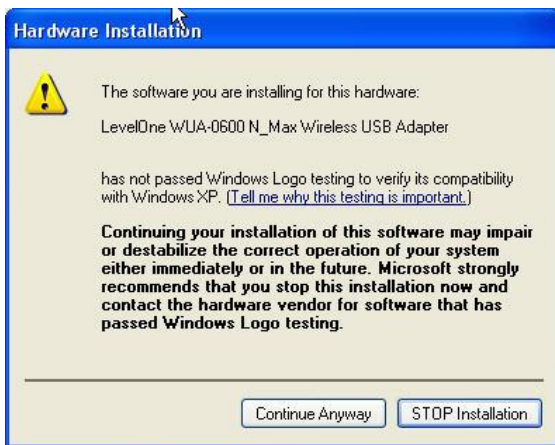 Hardware Installation
The software you are installing for this hardware:
LevelOne WUA-0600 N_Max Wireless USB Adapter
has not passed Windows Logo testing to verify its compatibility
with Windows XP. (Tell me why this testing is important.)
Continuing your installation of this software may impair
or destabilize the correct operation of your system
either immediately or in the future. Microsoft strongly
recommends that you stop this installation now and
contact the hardware vendor for software that has
passed Windows Logo testing.
Continue Anyway
STOP Installation